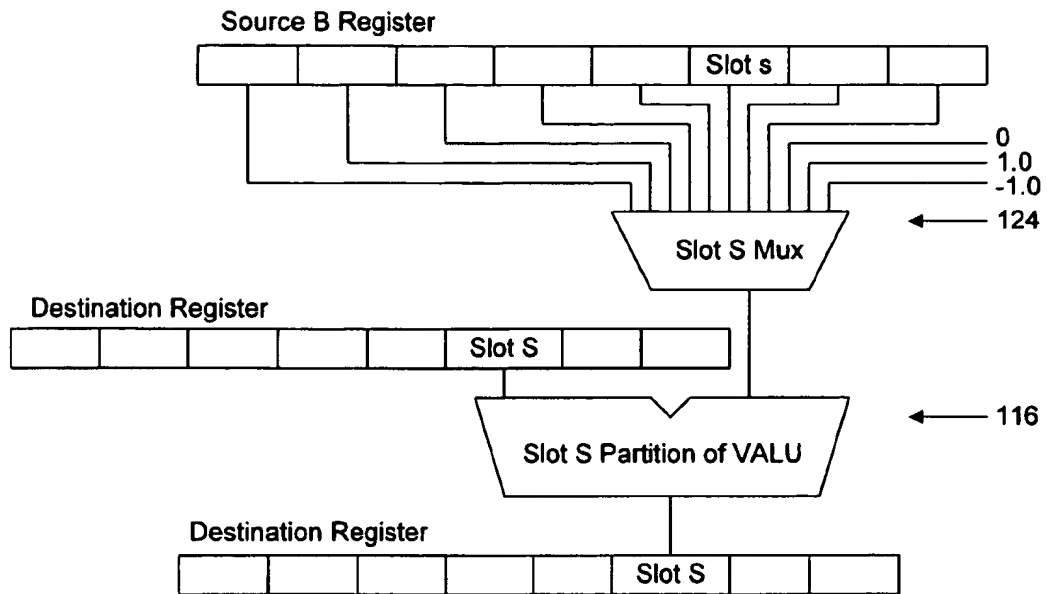 Source B Register
Slot s
0
1.0
-1.0
124
Slot S Mux
Destination Register
Slot S
116
Slot S Partition of VALU
Destination Register
Slot S